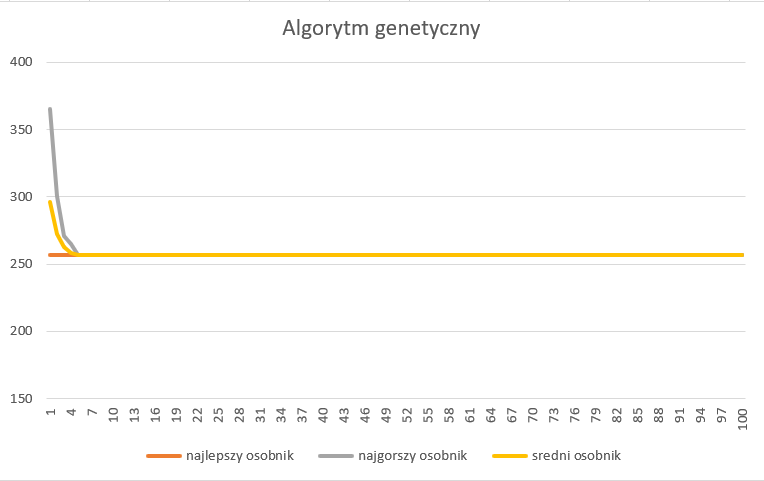 Algorytm genetyczny
400
350
300
250
200
150
1 4 7 10 13 16 19 22 25 28 31 34 37 40 43 46 49 52 55 58 61 64 67 70 73 76 79 82 85 88 91 94 97 100
najlepszy osobnik najgorszy osobnik sredni osobnik